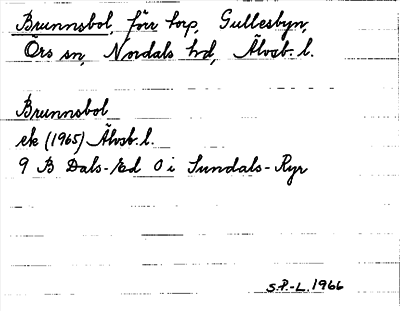 Brunnsbol, förr torp, Gullesbyn,
Örs sn, Nordals hd, Älvsb. l.
Brunnsbol
ek (1965) Älvsb. l.
9 B Dals-Ed O i Sundals-Ryr
S.P.-L. 1966